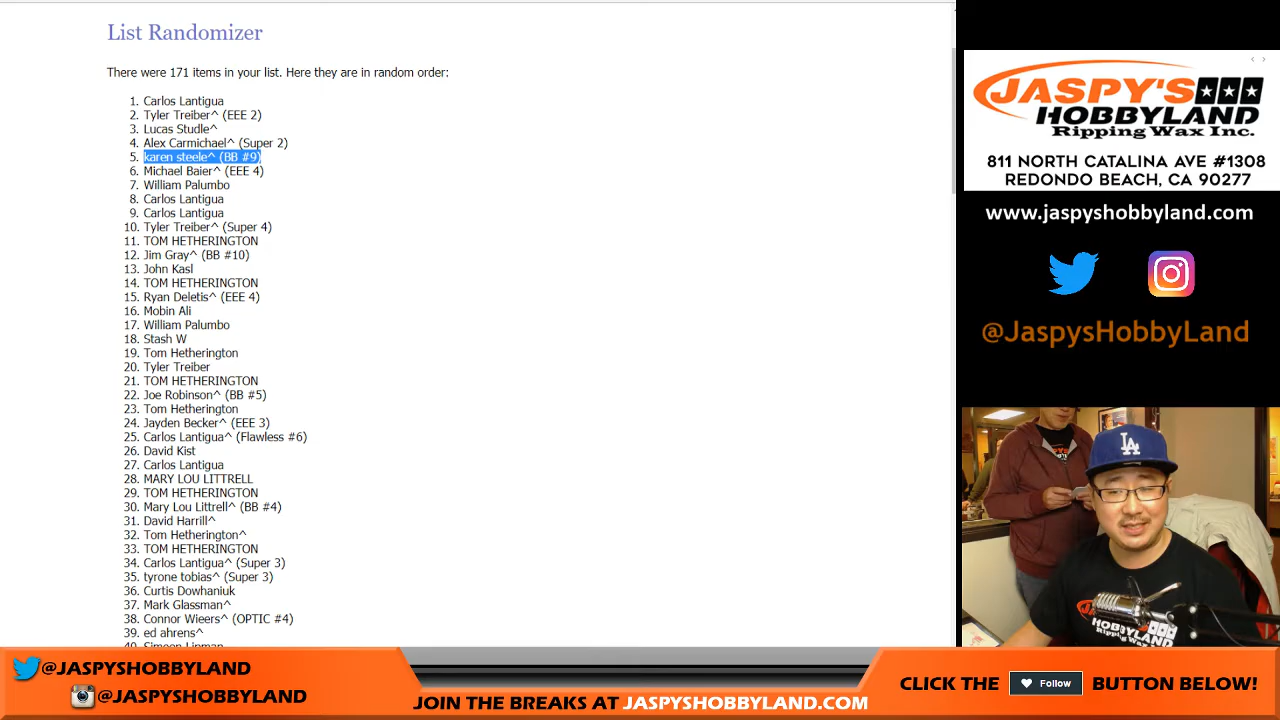 List Randomizer
There were 171 items in your list. Here they are in random order:
1. Carlos Lantigua
2. Tyler Treiber^ (EEE 2)
3. Lucas Studle^
4. Alex Carmichael^ (Super 2)
5. karen steele^ (BB #9)
6. Michael Baier^ (EEE 4)
7. William Palumbo
8. Carlos Lantigua
9. Carlos Lantigua
10. Tyler Treiber^ (Super 4)
11. TOM HETHERINGTON
12. Jim Gray^ (BB #10)
13. John Kasl
14. TOM HETHERINGTON
15. Ryan Deletis^ (EEE 4)
16. Mobin Ali
17. William Palumbo
18. Stash W
19. Tom Hetherington
20. Tyler Treiber
21. TOM HETHERINGTON
22. Joe Robinson^ (BB #5)
23. Tom Hetherington
24. Jayden Becker^ (EEE 3)
25. Carlos Lantigua^ (Flawless #6)
26. David Kist
27. Carlos Lantigua
28. MARY LOU LITTRELL
29. TOM HETHERINGTON
30. Mary Lou Littrell^ (BB #4)
31. David Harrill^
32. Tom Hetherington^
33. TOM HETHERINGTON
34. Carlos Lantigua^ (Super 3)
35. tyrone tobias^ (Super 3)
36. Curtis Dowhaniuk
37. Mark Glassman^
38. Connor Wieers^ (OPTIC #4)
39. ed ahrens^
40. Simeon Lipman
JASPY'S
HOBBYLAND
Ripping Wax Inc.
811 NORTH CATALINA AVE #1308
REDONDO BEACH, CA 90277
www.jaspyshobbyland.com
@JaspysHobbyLand
LA
JASPY'S
HOBBYLAND
Ripping Wax Inc.
@JASPYSHOBBYLAND
@JASPYSHOBBYLAND
JOIN THE BREAKS AT JASPYSHOBBYLAND.COM
CLICK THE Follow BUTTON BELOW!